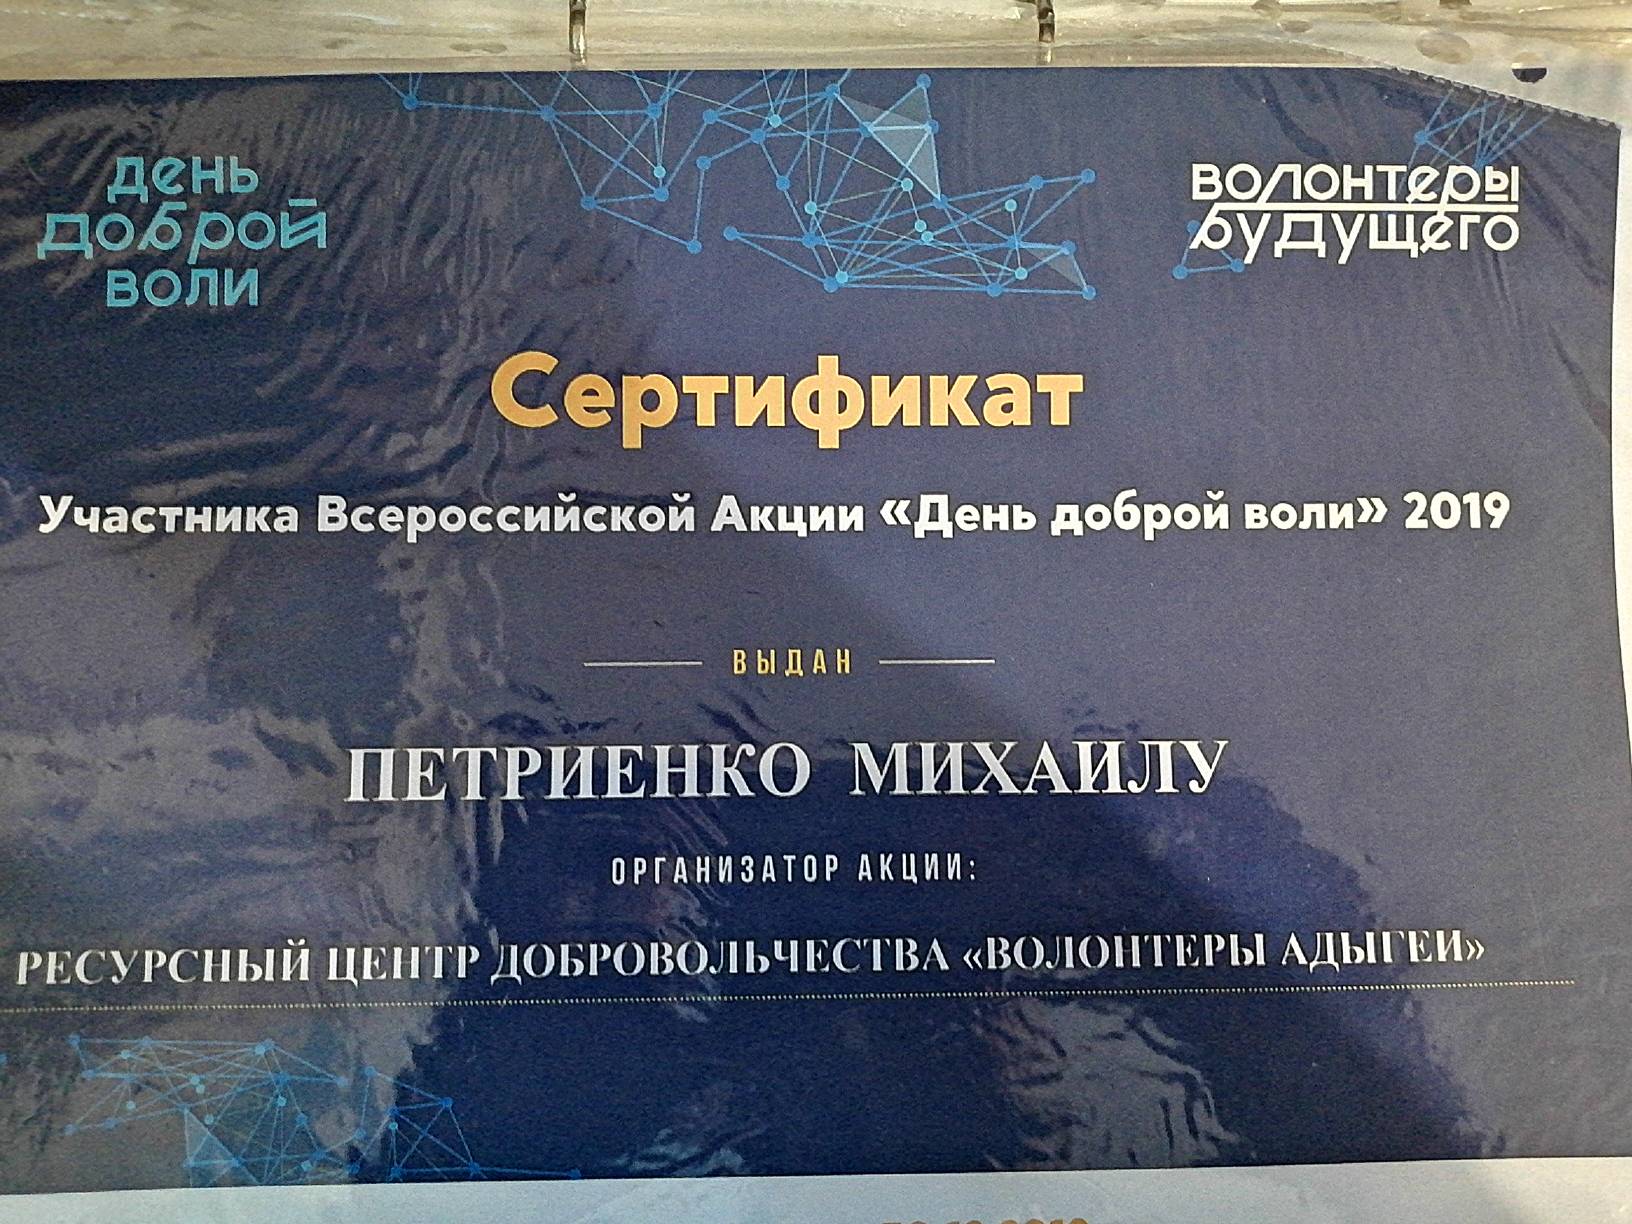 день
доброй
воли
волонтеры
будущего
Сертификат
Участника Всероссийской Акции «День доброй воли» 2019
ВЫДАН
ПЕТРИЕНКО МИХАИЛУ
ОРГАНИЗАТОР АКЦИИ:
РЕСУРСНЫЙ ЦЕНТР ДОБРОВОЛЬЧЕСТВА «ВОЛОНТЕРЫ АДЫГЕИ»